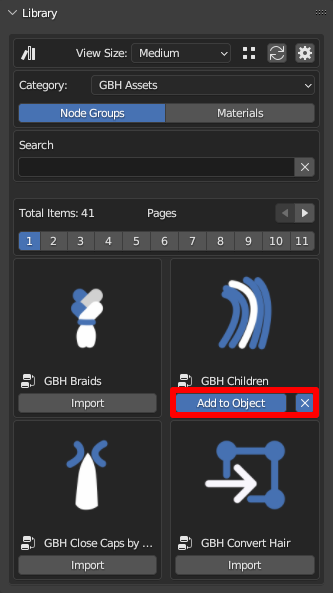 Library
View Size: Medium
Category: GBH Assets
Node Groups Materials
Search
Total Items: 41 Pages
1 2 3 4 5 6 7 8 9 10 11
GBH Braids GBH Children
Import Add to Object
GBH Close Caps by ... GBH Convert Hair
Import Import